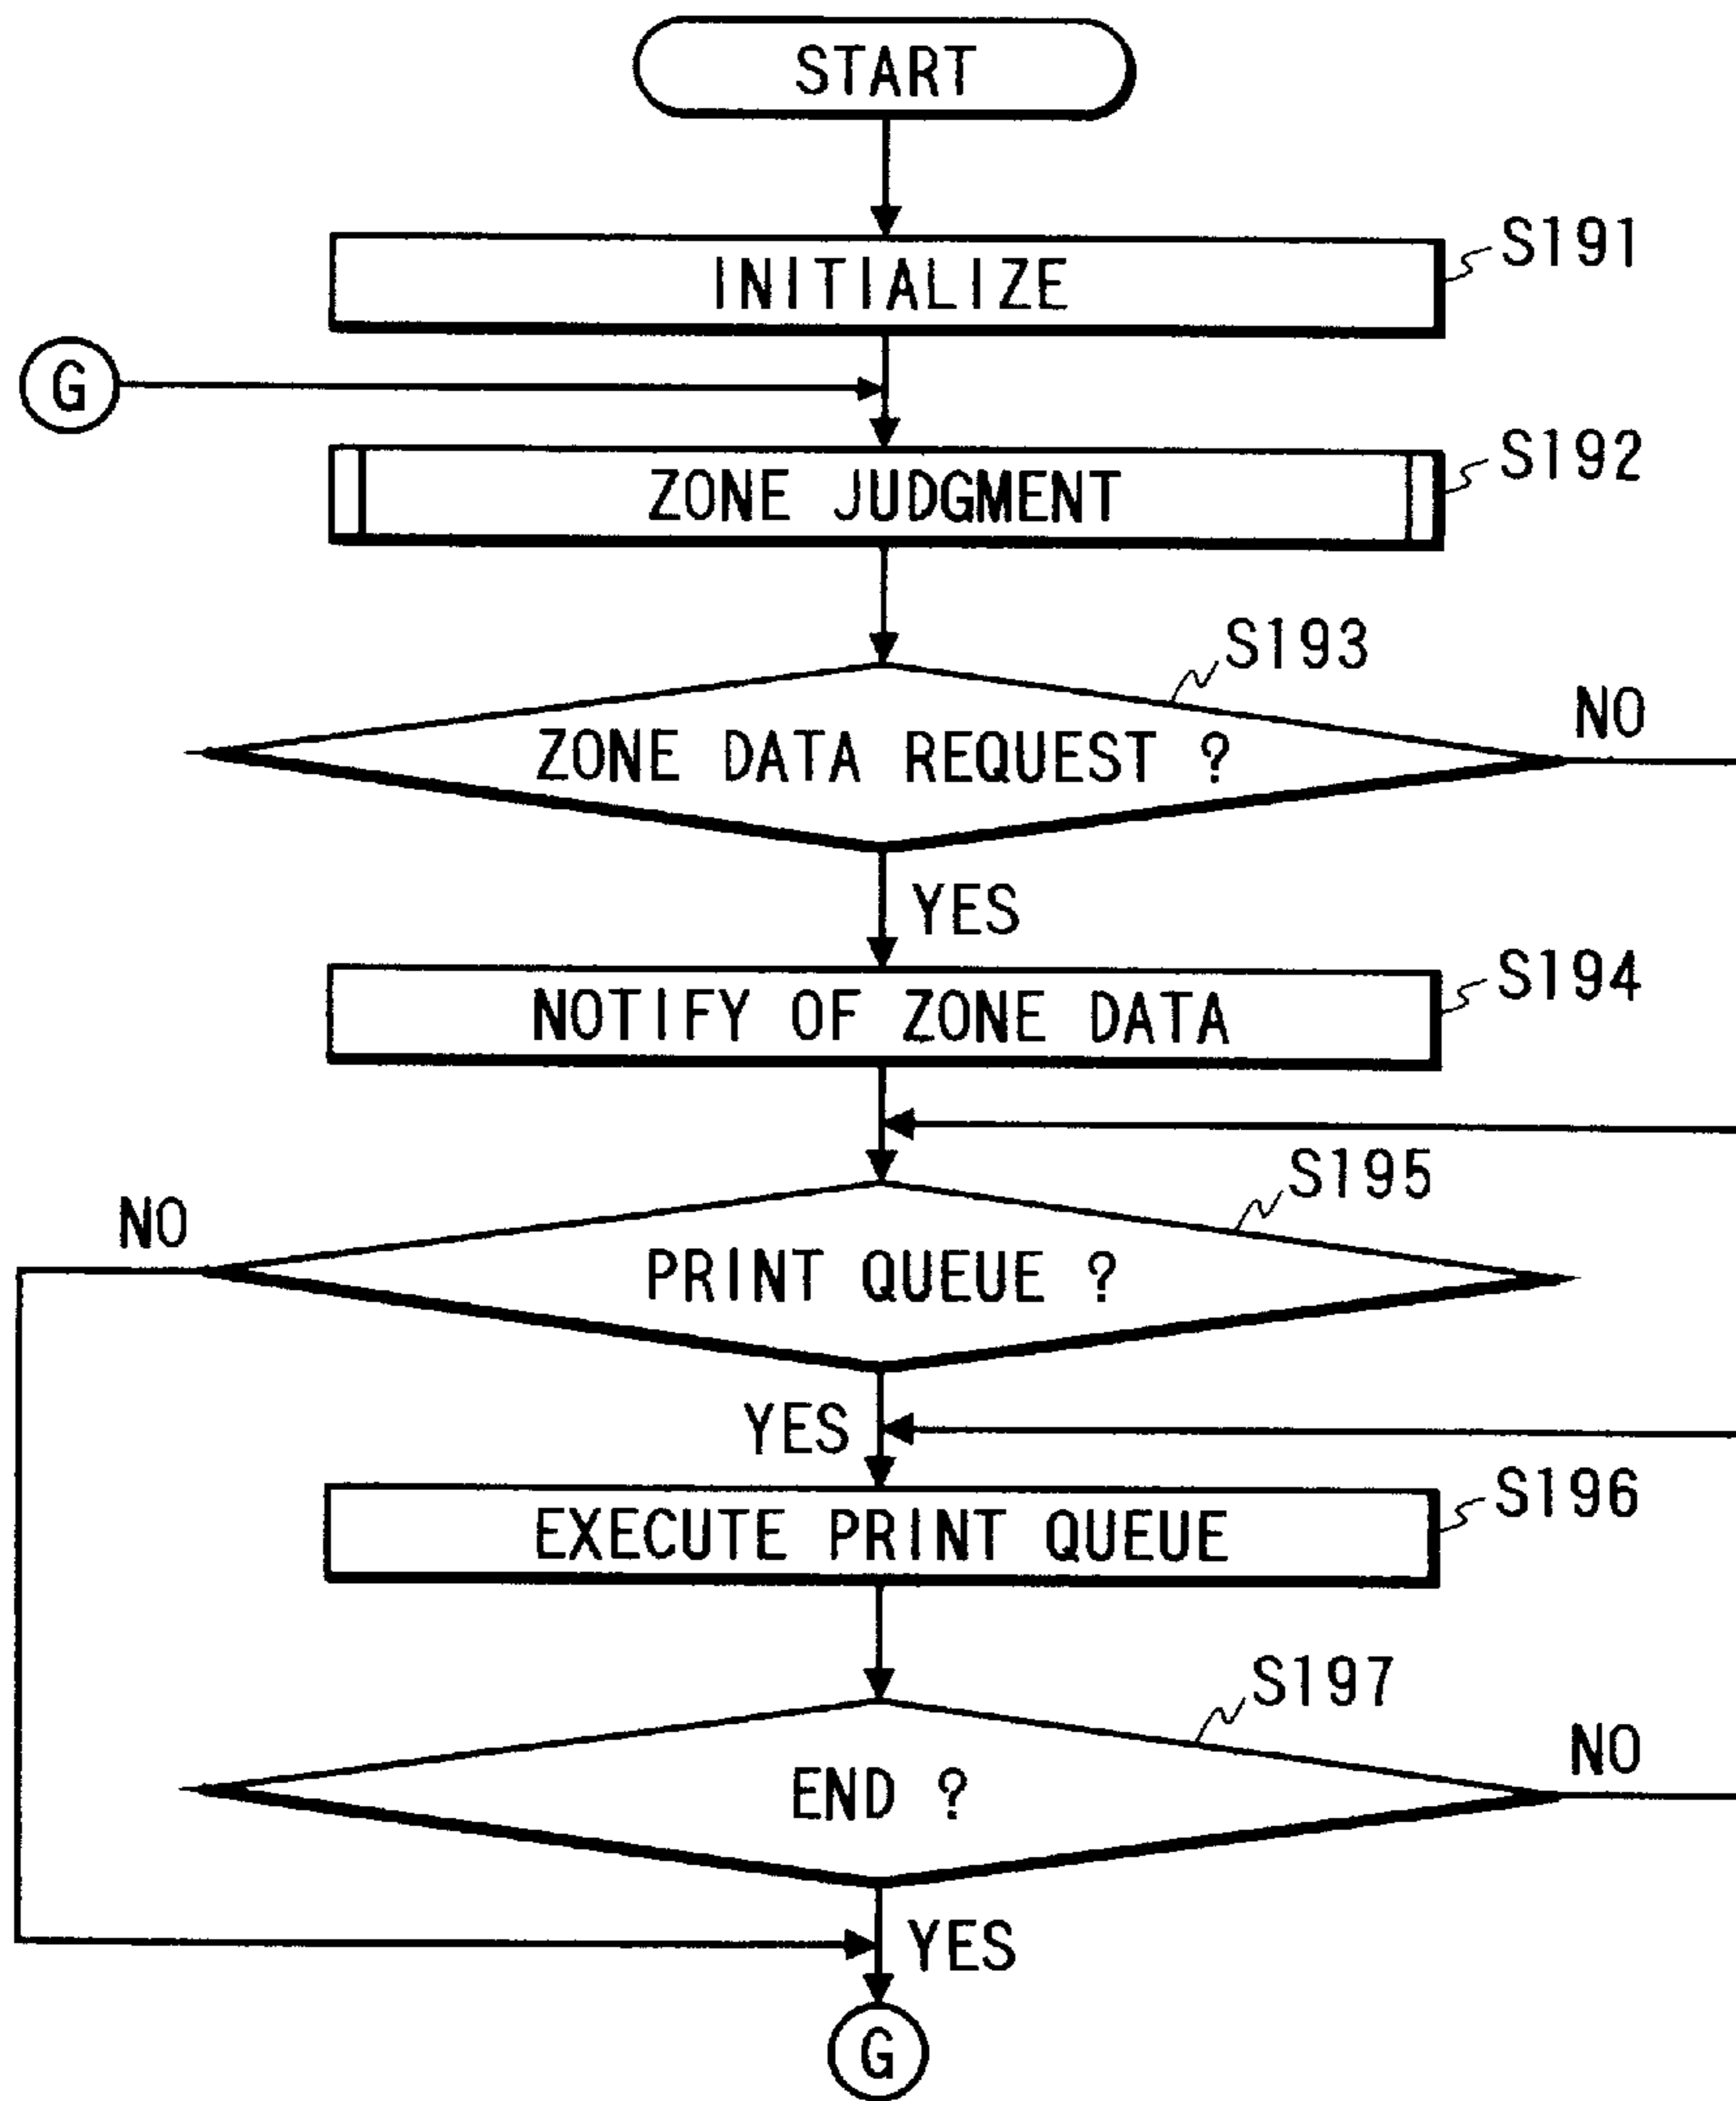 START
S191
INITIALIZE
G
S192
ZONE JUDGMENT
S193
NO
ZONE DATA REQUEST ?
YES
S194
NOTIFY OF ZONE DATA
S195
NO
PRINT QUEUE ?
YES
S196
EXECUTE PRINT QUEUE
S197
NO
END ?
YES
G